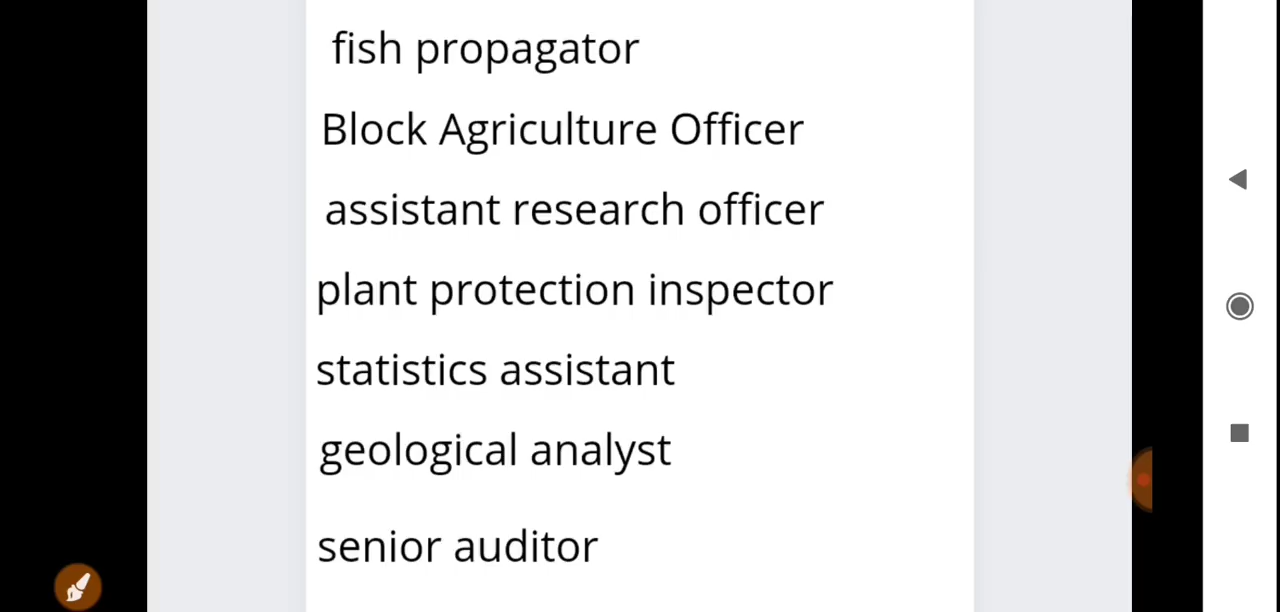 fish propagator
Block Agriculture Officer
assistant research officer
plant protection inspector
statistics assistant
geological analyst
senior auditor